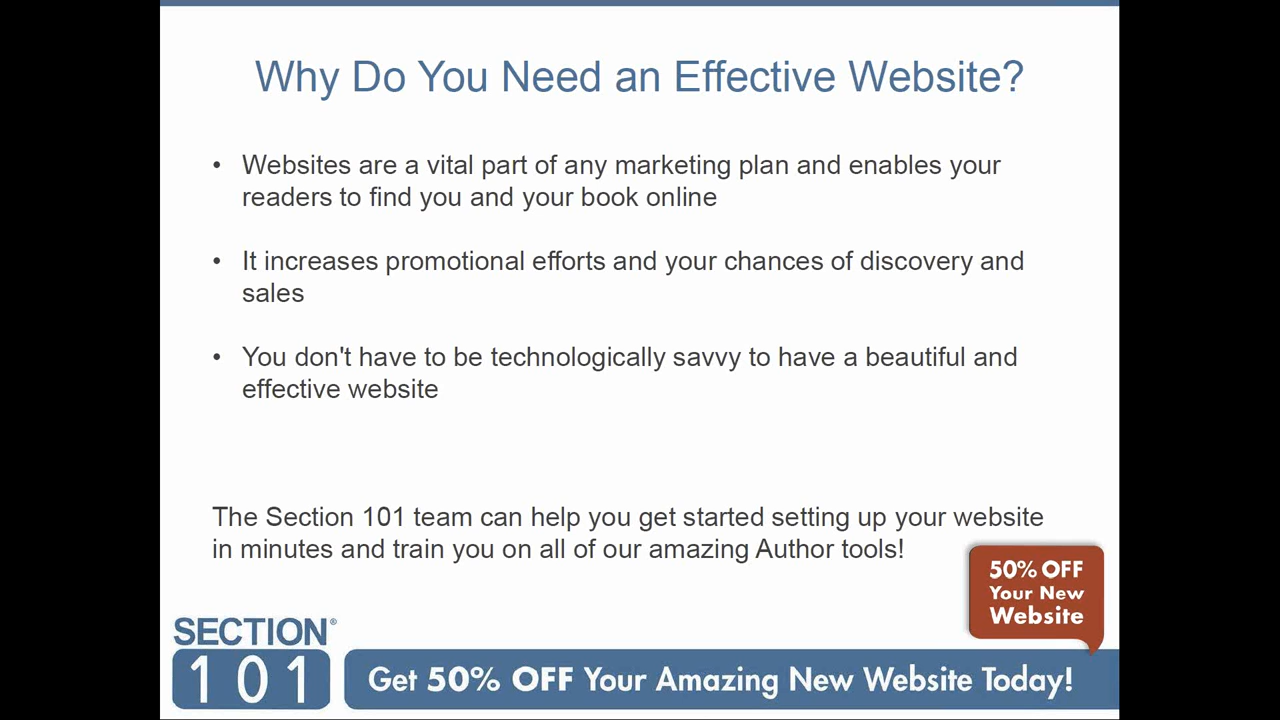 Why Do You Need an Effective Website?
• Websites are a vital part of any marketing plan and enables your
readers to find you and your book online
• It increases promotional efforts and your chances of discovery and
sales
• You don't have to be technologically savvy to have a beautiful and
effective website
The Section 101 team can help you get started setting up your website
in minutes and train you on all of our amazing Author tools!
50% OFF
Your New
Website
SECTION®
101
Get 50% OFF Your Amazing New Website Today!